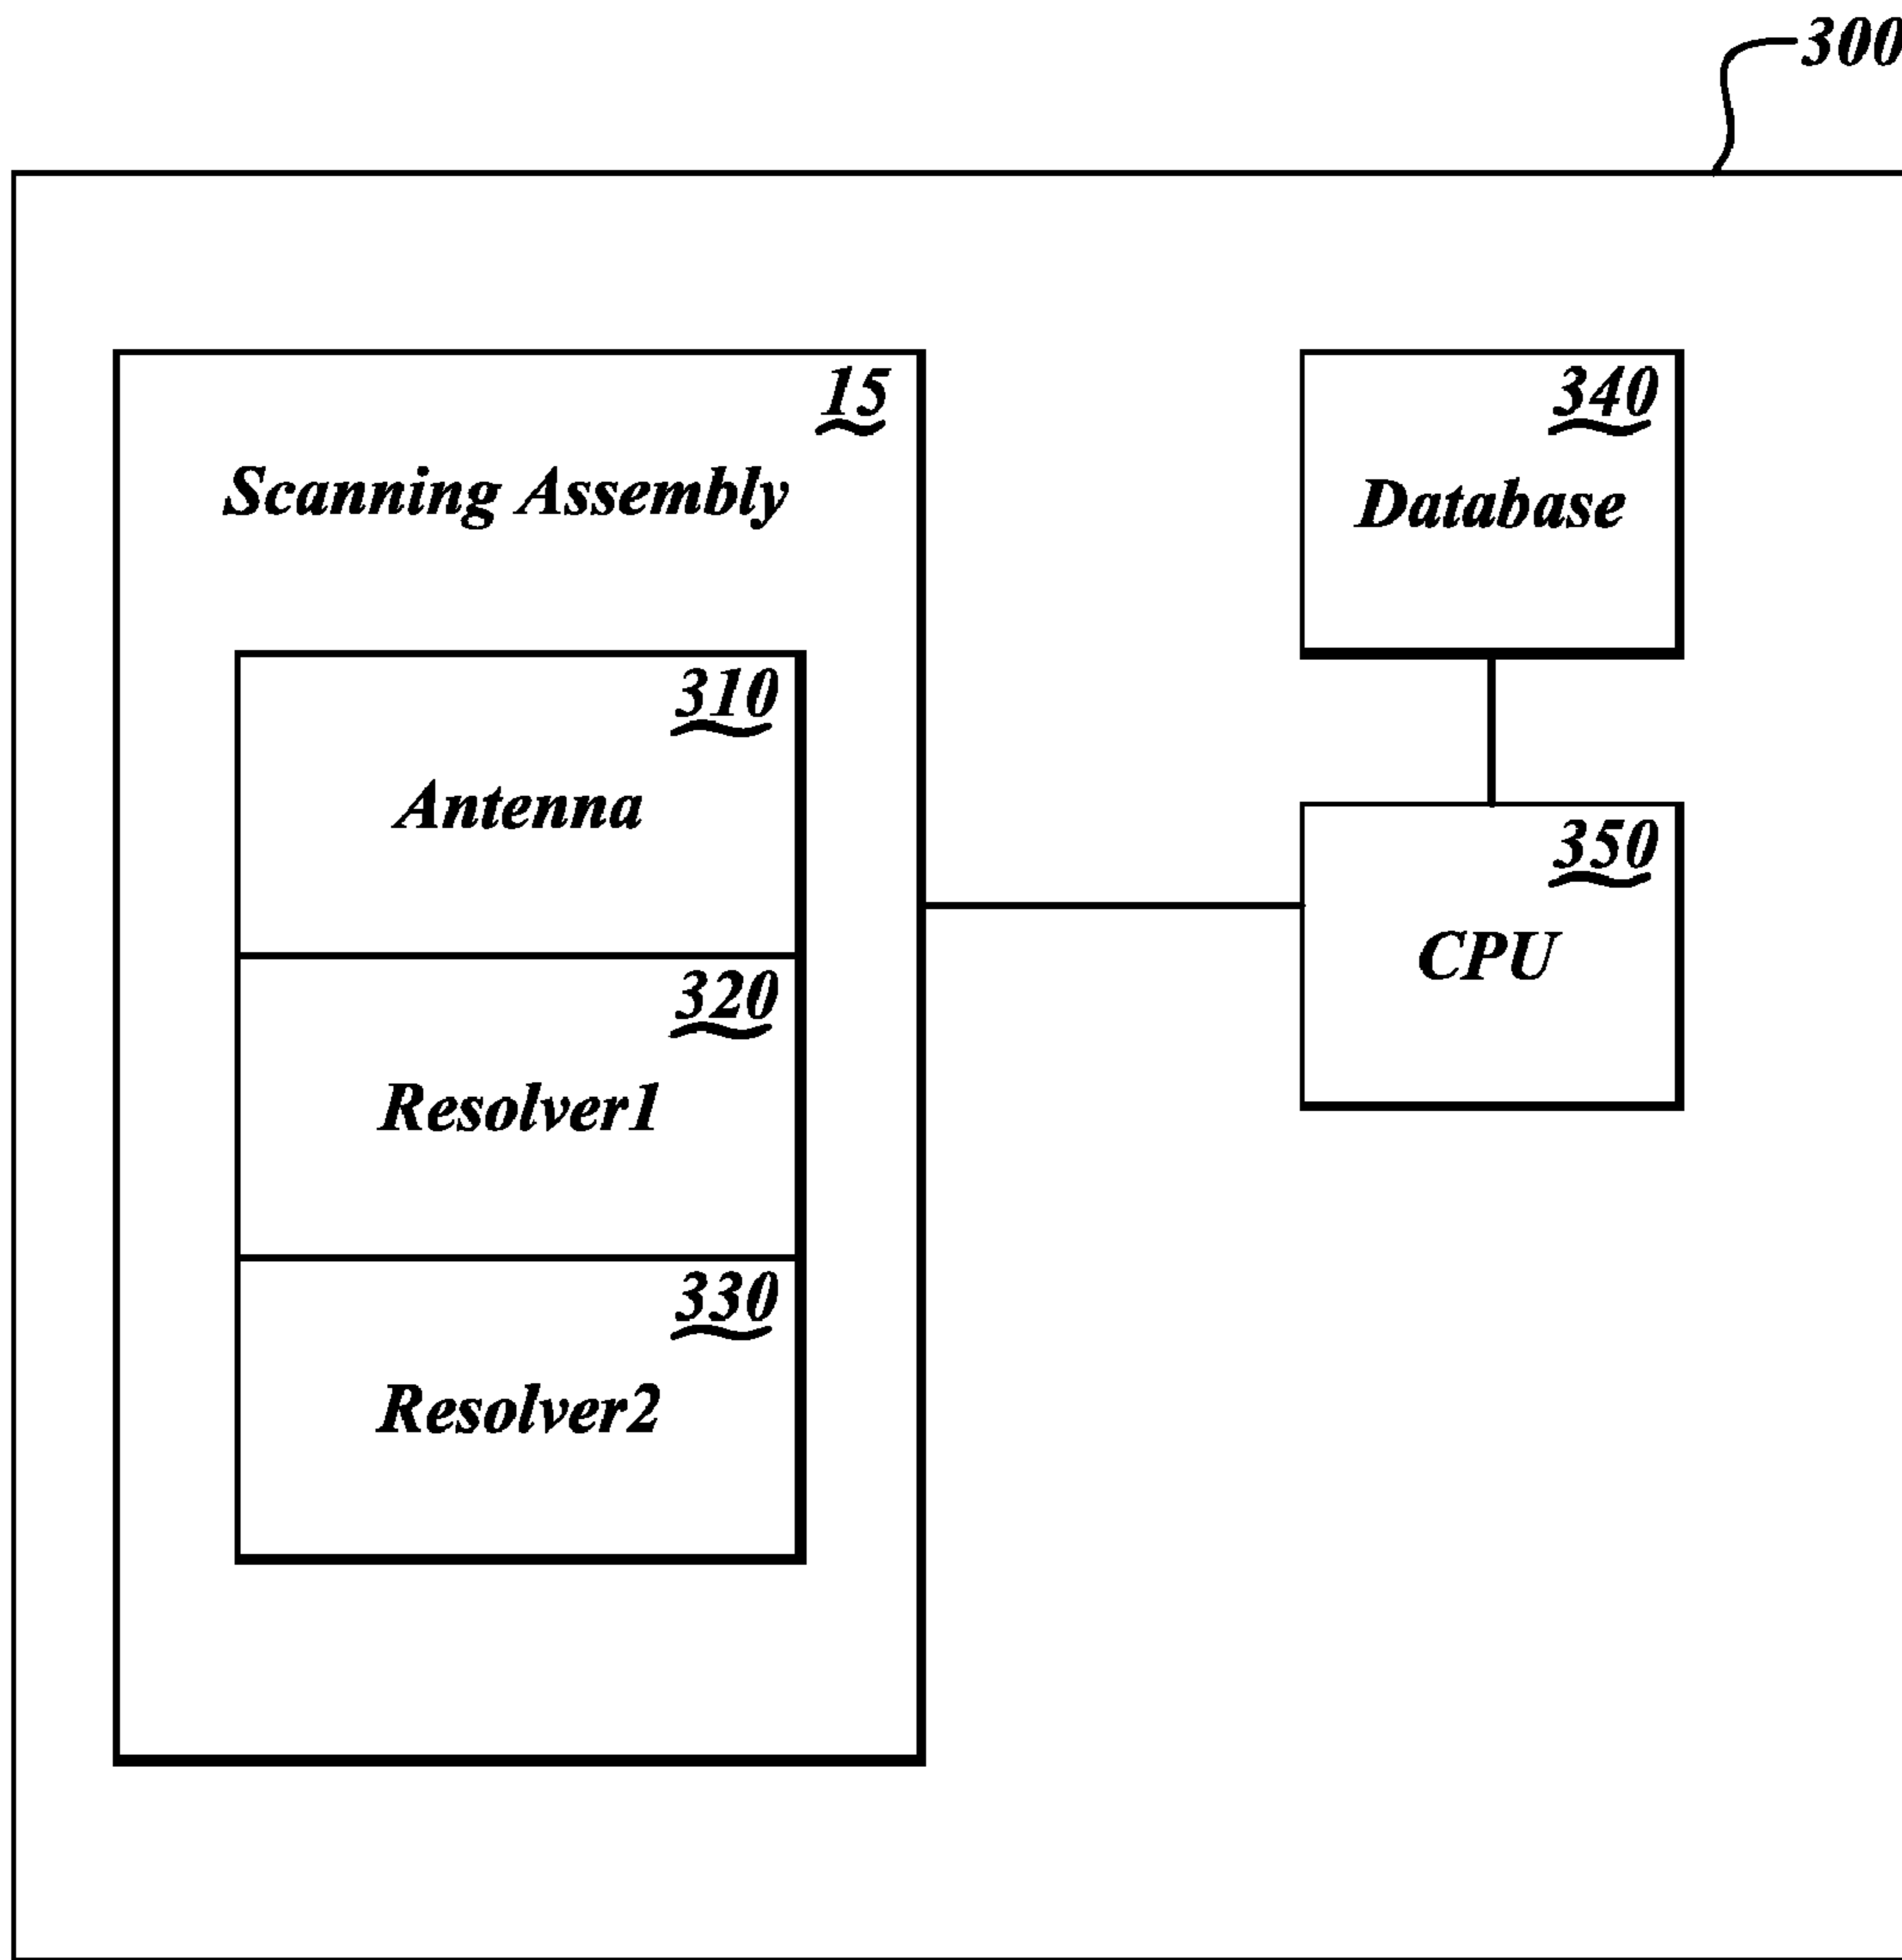 300
15
Scanning Assembly
310
Antenna
320
Resolver1
330
Resolver2
340
Database
350
CPU